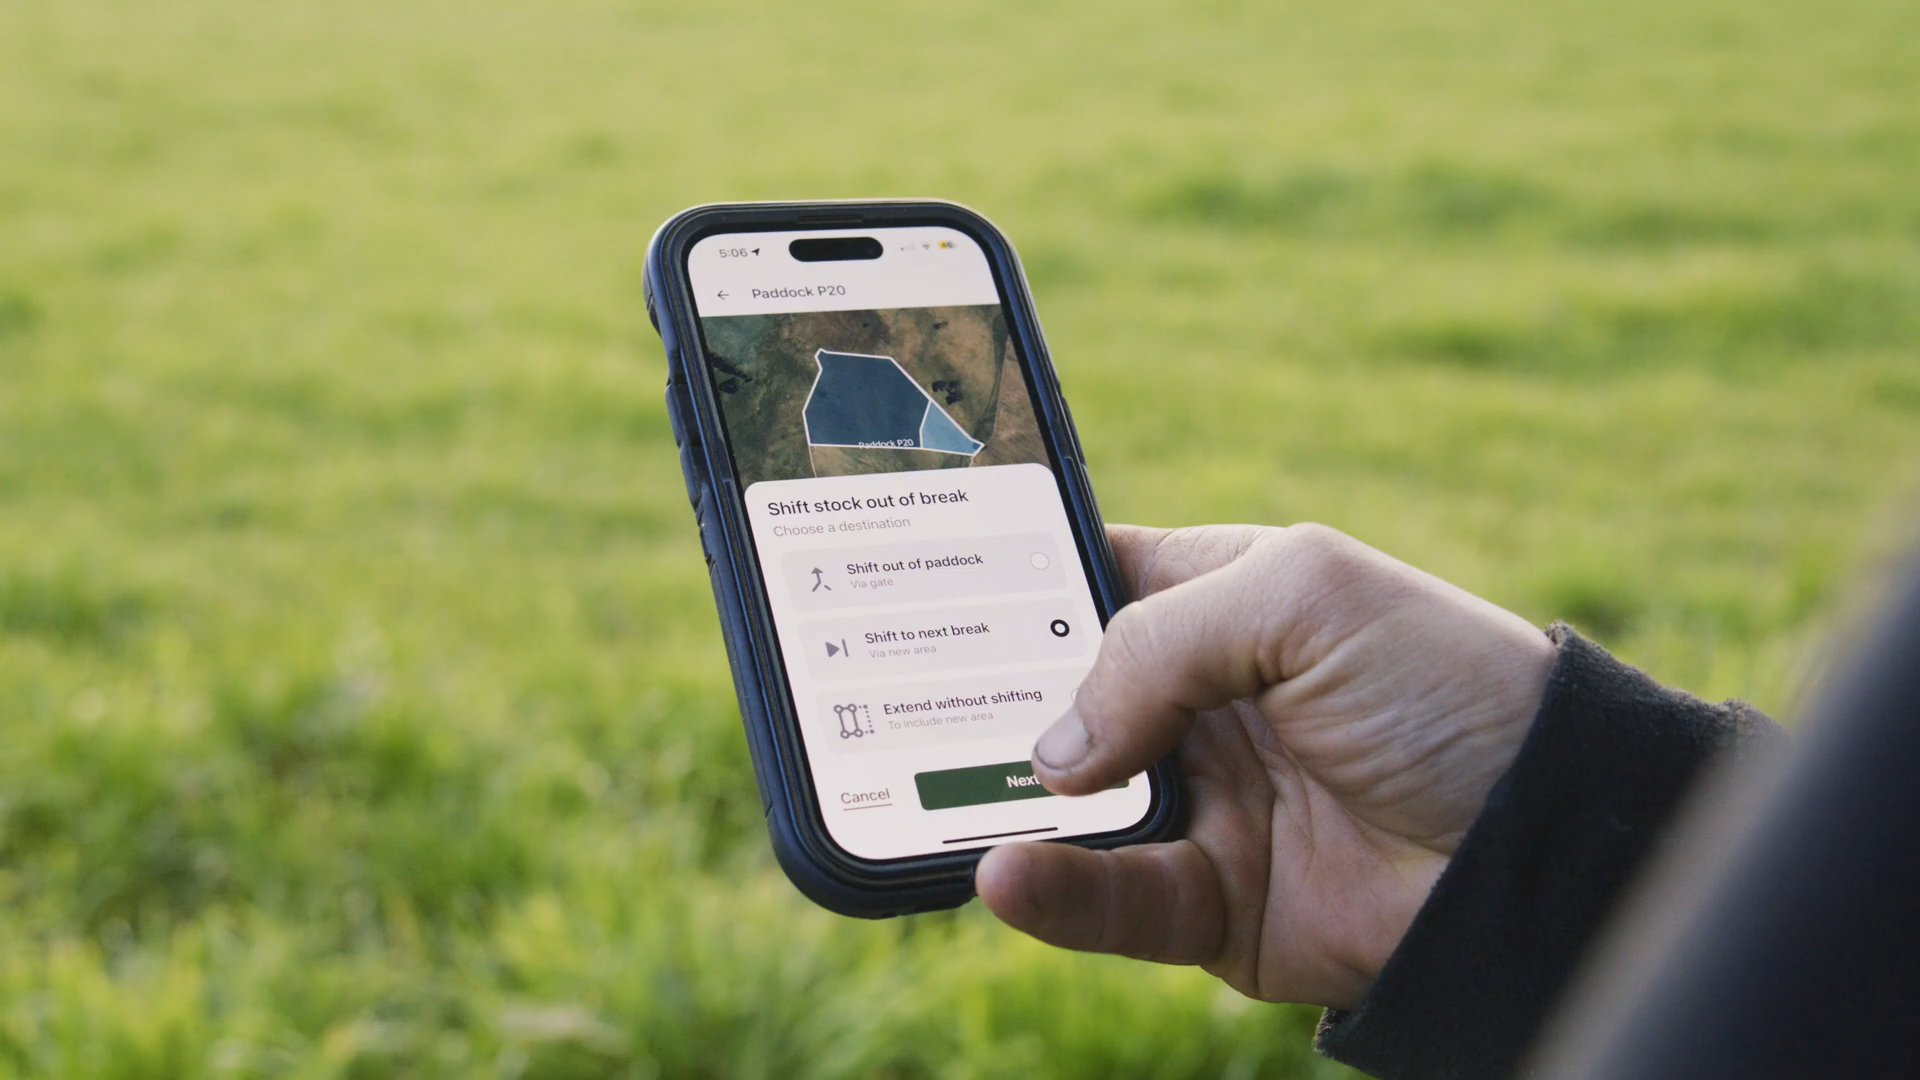 5:06
46
Paddock P20
Paddock P20
Shift stock out of break
Choose a destination
Shift out of paddock
Via gate
Shift to next break
Via new area
Extend without shifting
To include new area
Cancel
Next